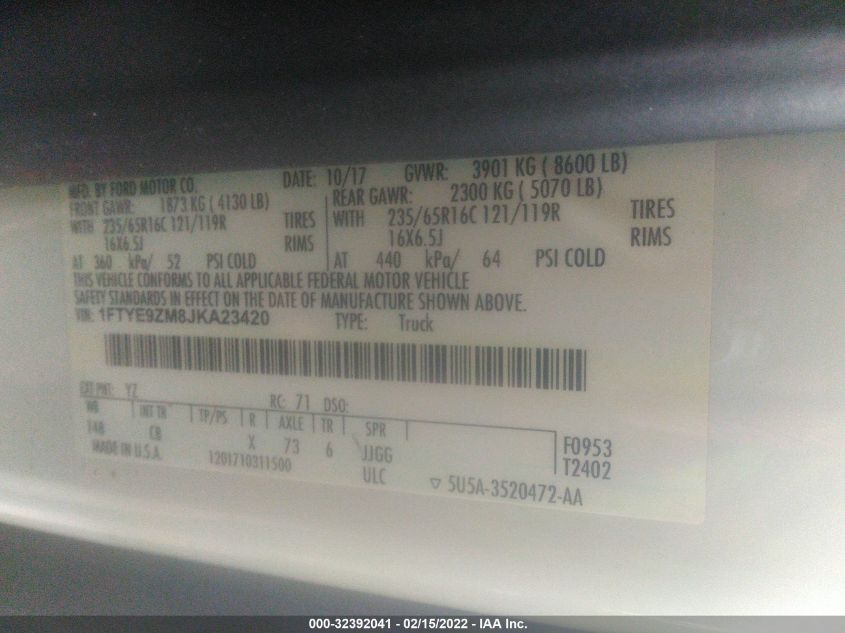 MFD. BY FORD MOTOR CO. DATE: 10/17 GVWR: 3901 KG ( 8600 LB)
FRONT GAWR: 1873 KG ( 4130 LB) REAR GAWR: 2300 KG ( 5070 LB)
WITH 235/65R16C 121/119R TIRES WITH 235/65R16C 121/119R TIRES
16X6.5J RIMS 16X6.5J RIMS
AT 360 kPa/ 52 PSI COLD AT 440 kPa/ 64 PSI COLD
THIS VEHICLE CONFORMS TO ALL APPLICABLE FEDERAL MOTOR VEHICLE
SAFETY STANDARDS IN EFFECT ON THE DATE OF MANUFACTURE SHOWN ABOVE.
VIN: 1FTYE9ZM8JKA23420 TYPE: Truck
EXT PNT: YZ RC: 71 DSO:
WB INT TR TP/PS R AXLE TR SPR
148 CB X 73 6 JJGG F0953
MADE IN U.S.A. 1201710311500 ULC T2402
▽ 5U5A-3520472-AA
000-32392041 - 02/15/2022 - IAA Inc.